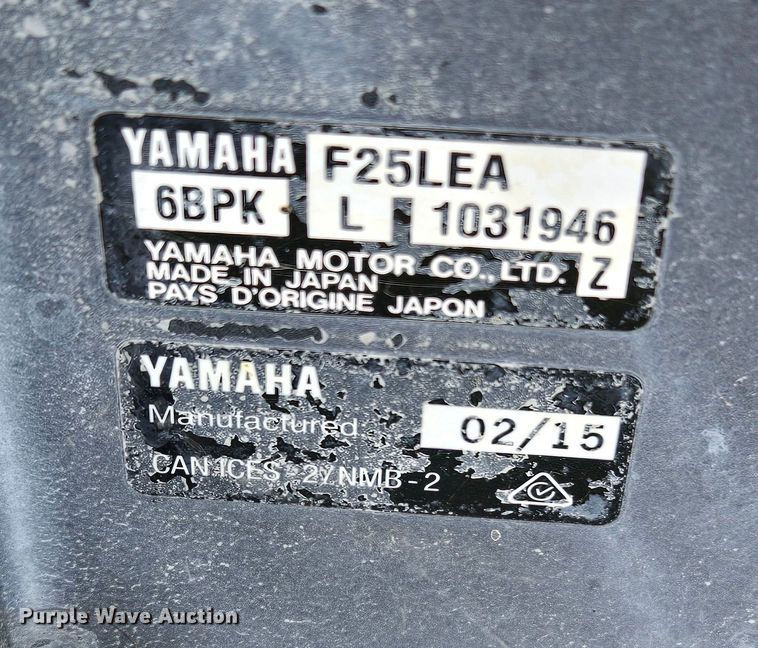 YAMAHA F25LEA
6BPK L 1031946
YAMAHA MOTOR CO., LTD. Z
MADE IN JAPAN
PAYS D'ORIGINE JAPON
YAMAHA
Manufactured. 02/15
CAN ICES-2/NMB-2
Purple Wave Auction